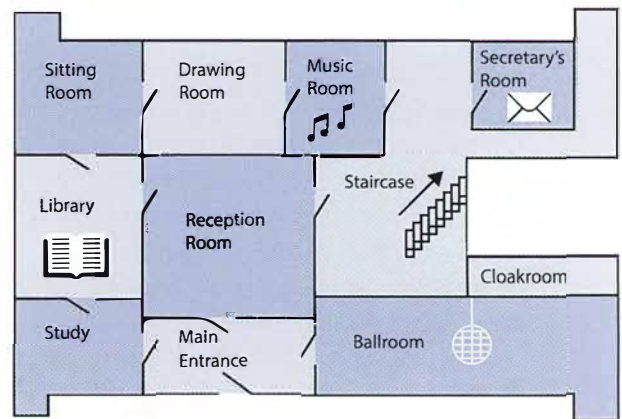 Sitting
Room
Drawing
Room
Music
Room
Secretary's
Room
Library
Reception
Room
Staircase
Cloakroom
Study
Main
Entrance
Ballroom